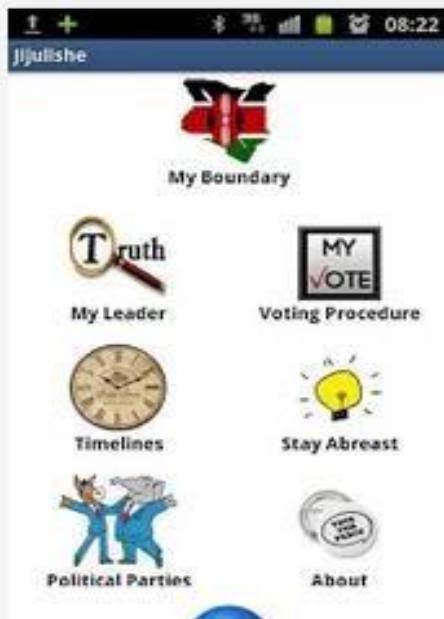 08:22
Jijulishe
My Boundary
Truth
MY
VOTE
My Leader
Voting Procedure
Timelines
Stay Abreast
Political Parties
About